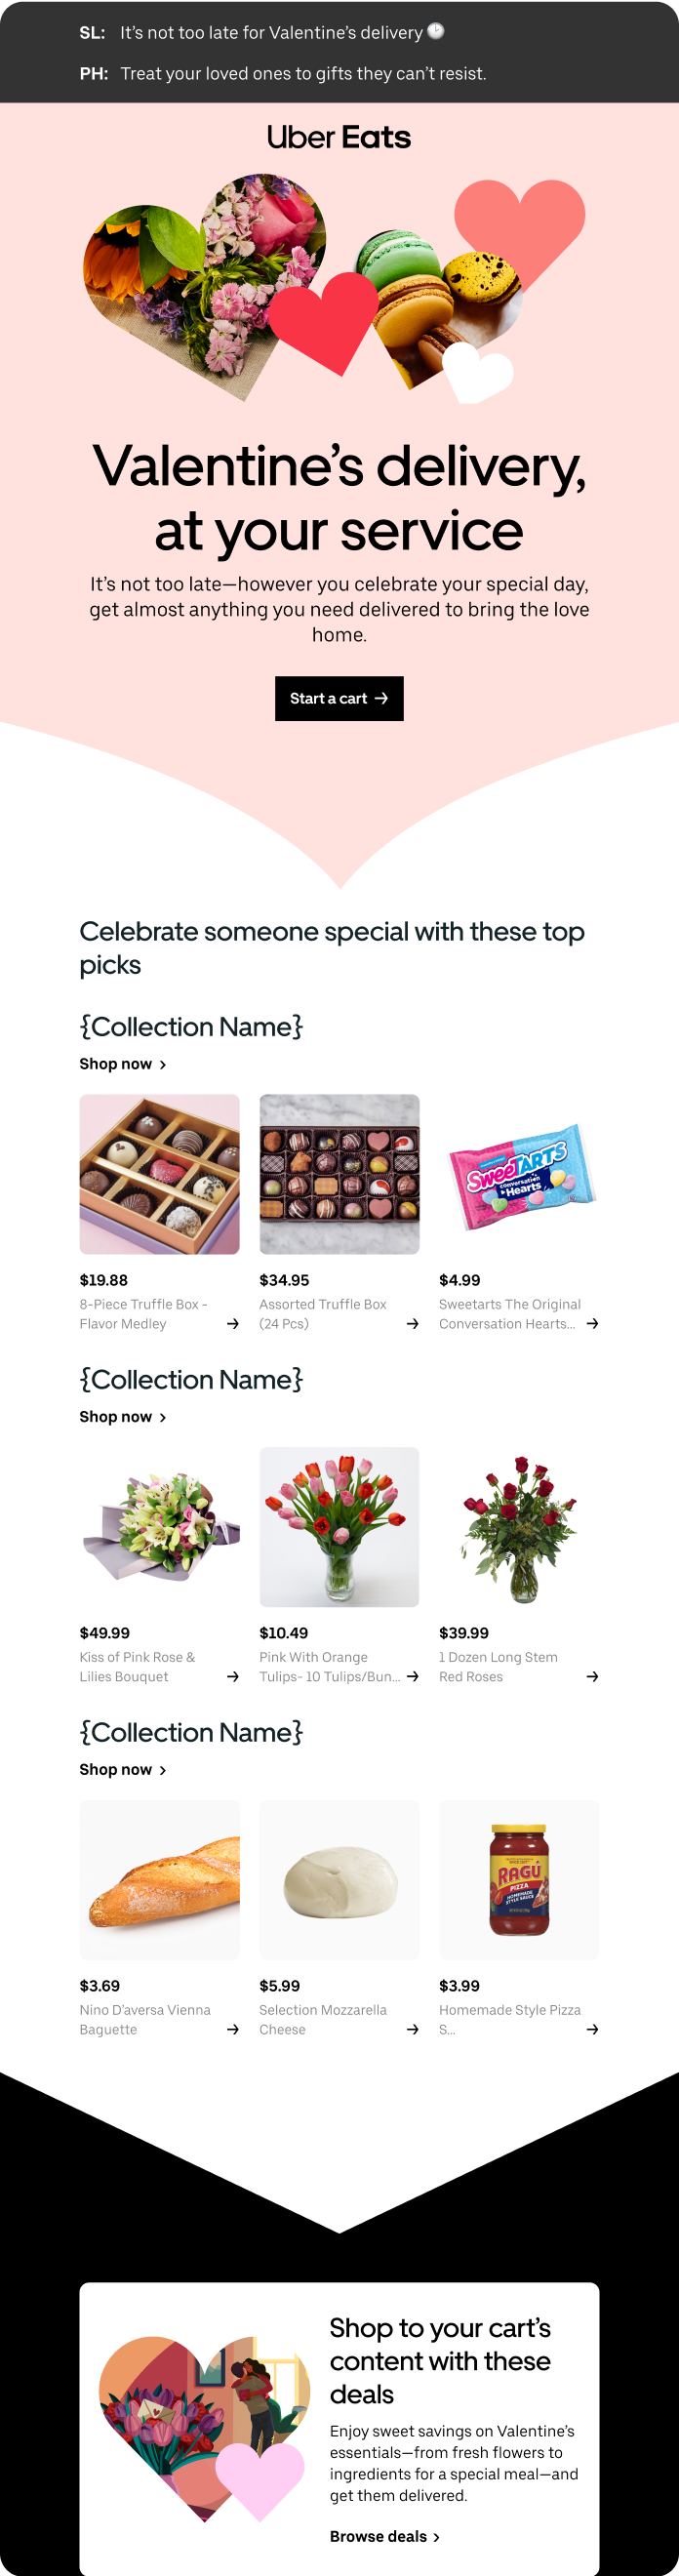 SL: It's not too late for Valentine's delivery 🕑
PH: Treat your loved ones to gifts they can't resist.
Uber Eats
Valentine's delivery,
at your service
It's not too late—however you celebrate your special day,
get almost anything you need delivered to bring the love
home.
Start a cart →
Celebrate someone special with these top
picks
{Collection Name}
Shop now ›
SweeTARTS
Conversation
Hearts
$19.88 $34.95 $4.99
8-Piece Truffle Box - Assorted Truffle Box Sweetarts The Original
Flavor Medley → (24 Pcs) → Conversation Hearts... →
{Collection Name}
Shop now ›
$49.99 $10.49 $39.99
Kiss of Pink Rose & Pink With Orange 1 Dozen Long Stem
Lilies Bouquet → Tulips- 10 Tulips/Bun... → Red Roses →
{Collection Name}
Shop now ›
RAGÚ
PIZZA
HOMEMADE
STYLE SAUCE
$3.69 $5.99 $3.99
Nino D'aversa Vienna Selection Mozzarella Homemade Style Pizza
Baguette → Cheese → S... →
Shop to your cart's
content with these
deals
Enjoy sweet savings on Valentine's
essentials—from fresh flowers to
ingredients for a special meal—and
get them delivered.
Browse deals ›